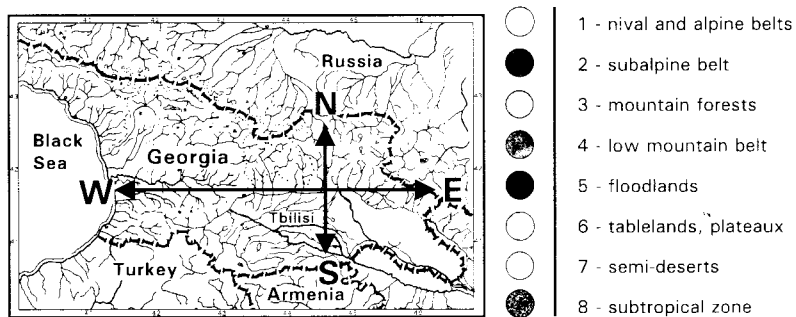 Russia
N
Black
Sea
Georgia
W
E
Tbilisi
Turkey
S
Armenia
1 - nival and alpine belts
2 - subalpine belt
3 - mountain forests
4 - low mountain belt
5 - floodlands
6 - tablelands, plateaux
7 - semi-deserts
8 - subtropical zone